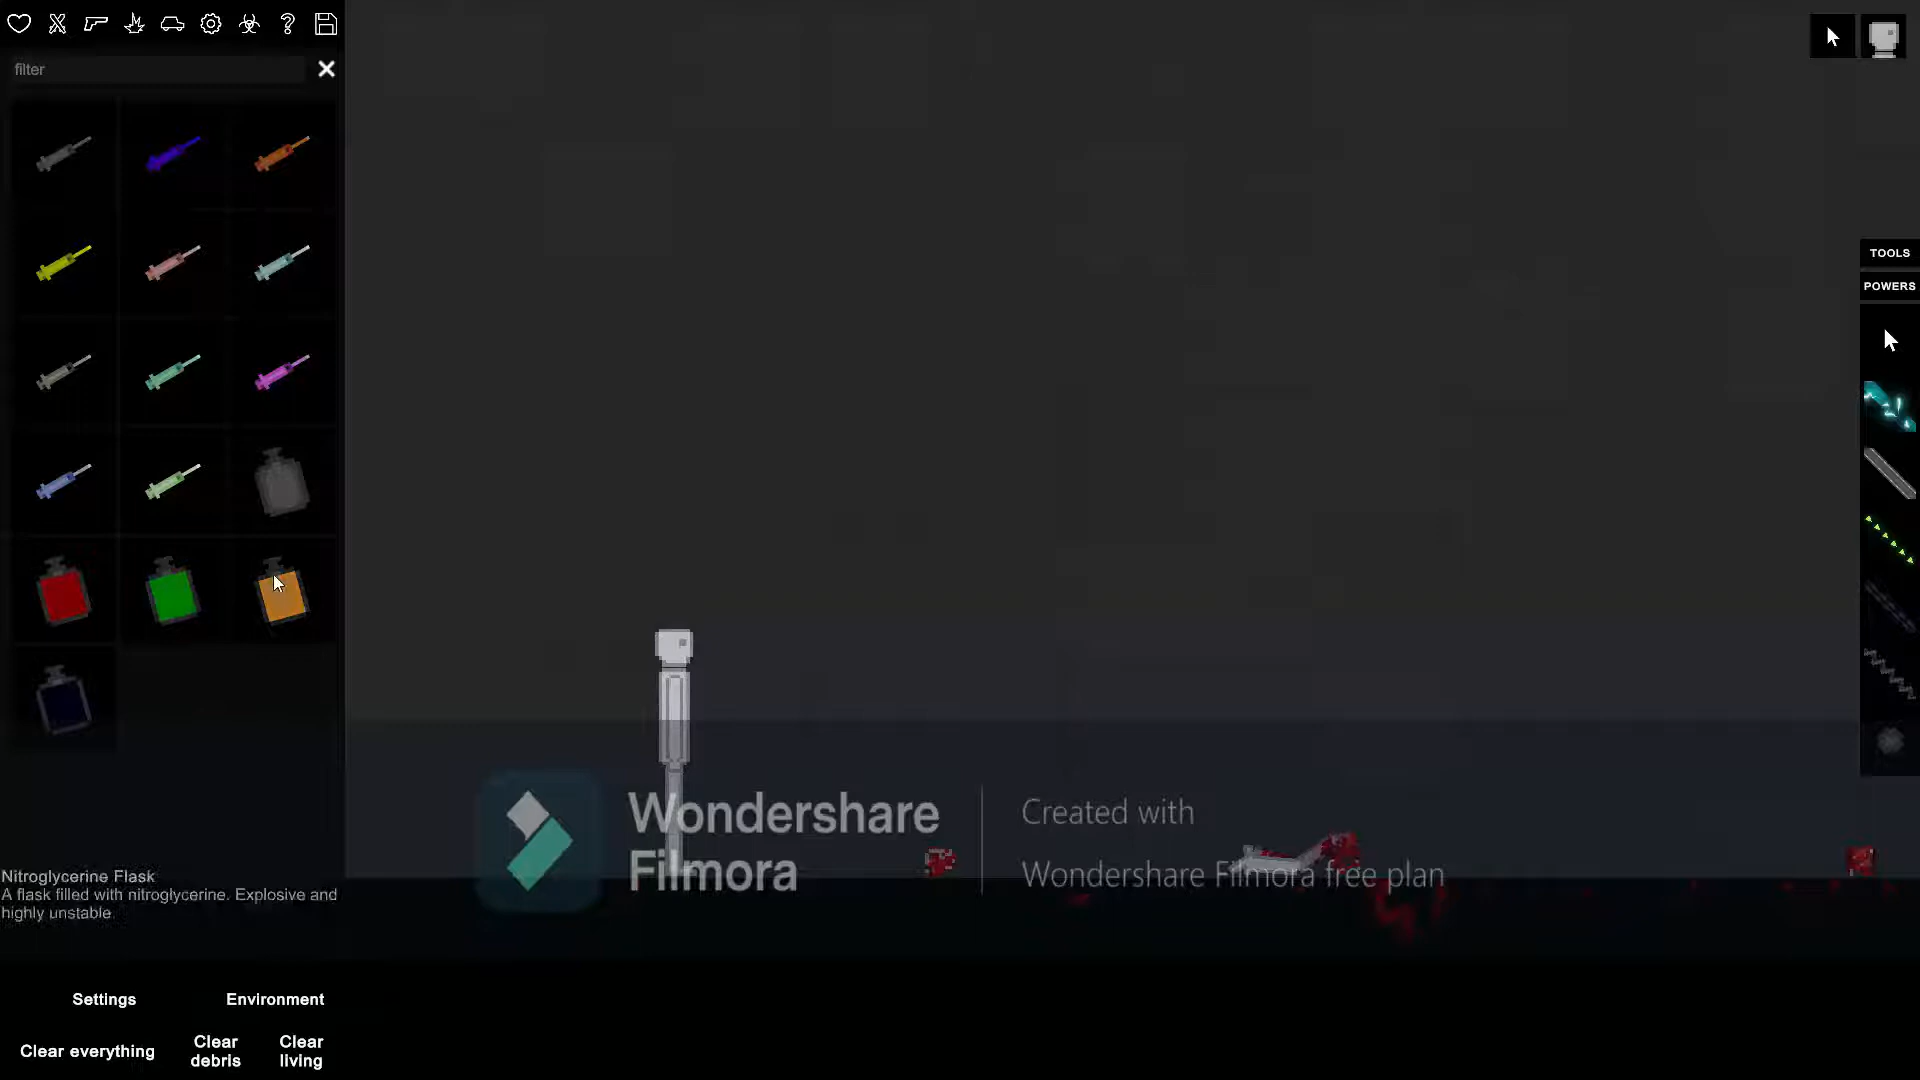 filter
TOOLS
POWERS
Wondershare
Filmora
Created with
Wondershare Filmora free plan
Nitroglycerine Flask
A flask filled with nitroglycerine. Explosive and
highly unstable.
Settings
Environment
Clear everything
Clear
debris
Clear
living